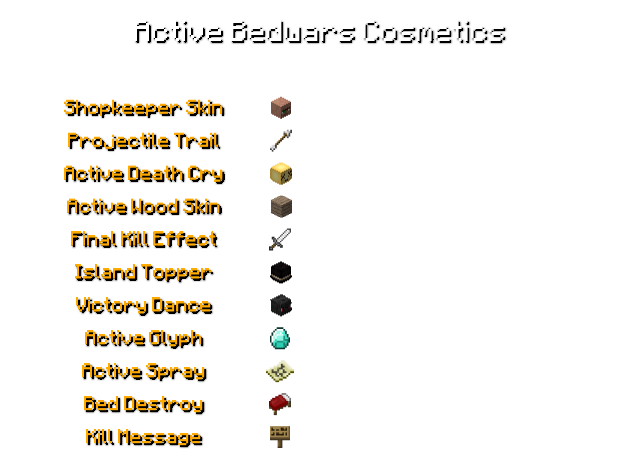 Active Bedwars Cosmetics
Shopkeeper Skin
Projectile Trail
Active Death Cry
Active Wood Skin
Final Kill Effect
Island Topper
Victory Dance
Active Glyph
Active Spray
Bed Destroy
Kill Message